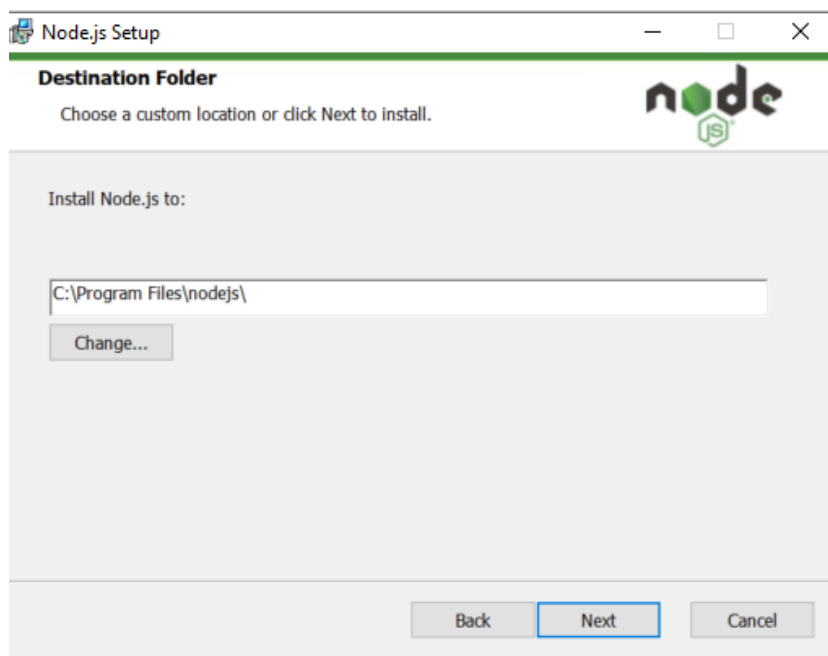 Node.js Setup
Destination Folder
Choose a custom location or click Next to install.
node
JS
Install Node.js to:
C:\Program Files\nodejs\
Change...
Back
Next
Cancel